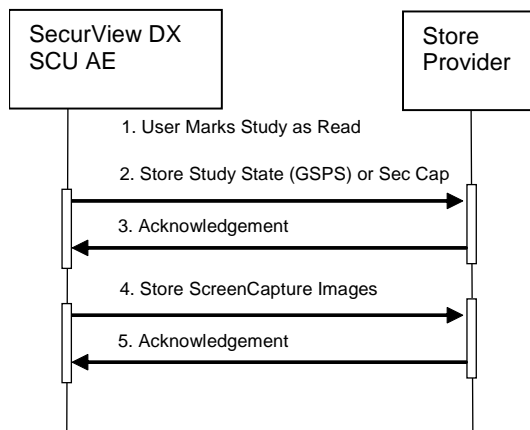 SecurView DX
SCU AE
Store
Provider
1. User Marks Study as Read
2. Store Study State (GSPS) or Sec Cap
3. Acknowledgement
4. Store ScreenCapture Images
5. Acknowledgement